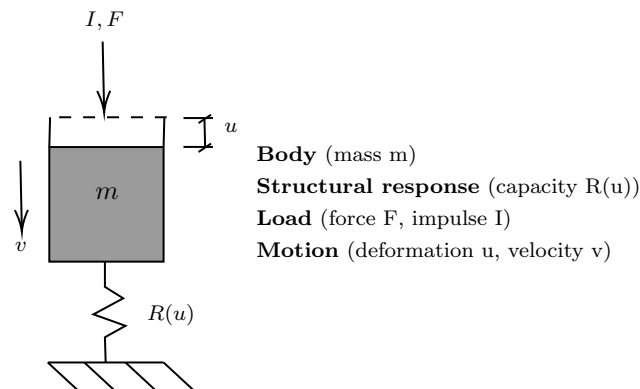 I, F
u
Body (mass m)
m
Structural response (capacity R(u))
Load (force F, impulse I)
v
Motion (deformation u, velocity v)
R(u)